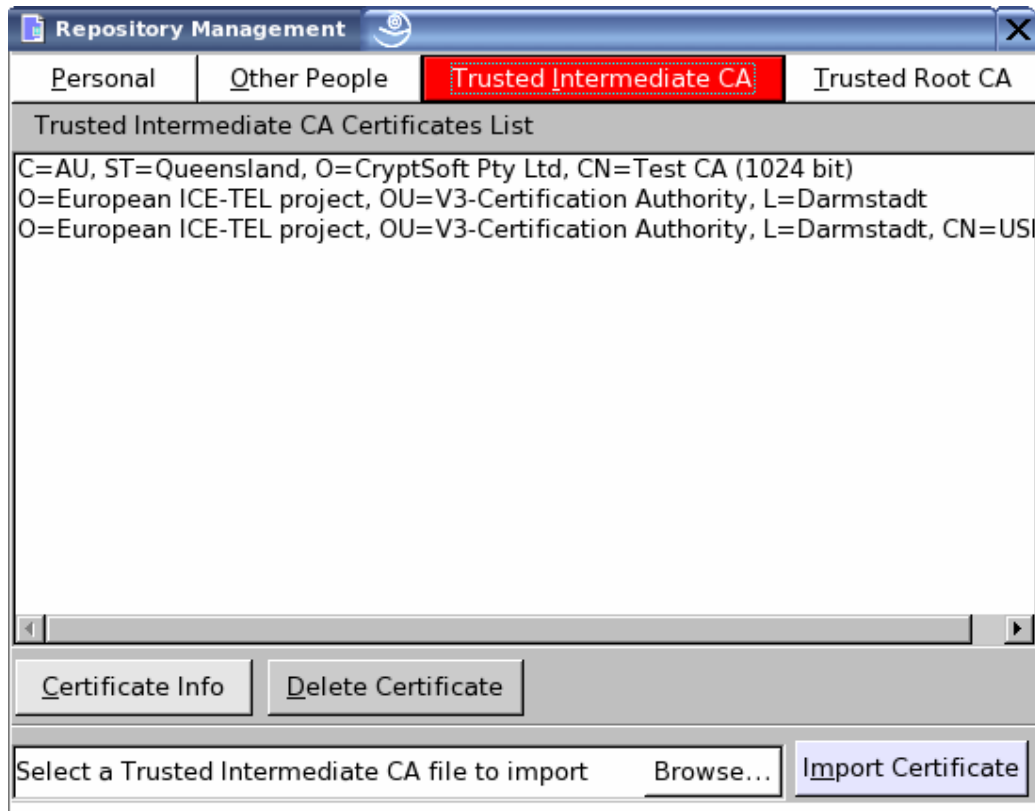 Repository Management
Personal Other People Trusted Intermediate CA Trusted Root CA
Trusted Intermediate CA Certificates List
C=AU, ST=Queensland, O=CryptSoft Pty Ltd, CN=Test CA (1024 bit)
O=European ICE-TEL project, OU=V3-Certification Authority, L=Darmstadt
O=European ICE-TEL project, OU=V3-Certification Authority, L=Darmstadt,
Certificate Info Delete Certificate
Select a Trusted Intermediate CA file to import Browse... Import Certificate